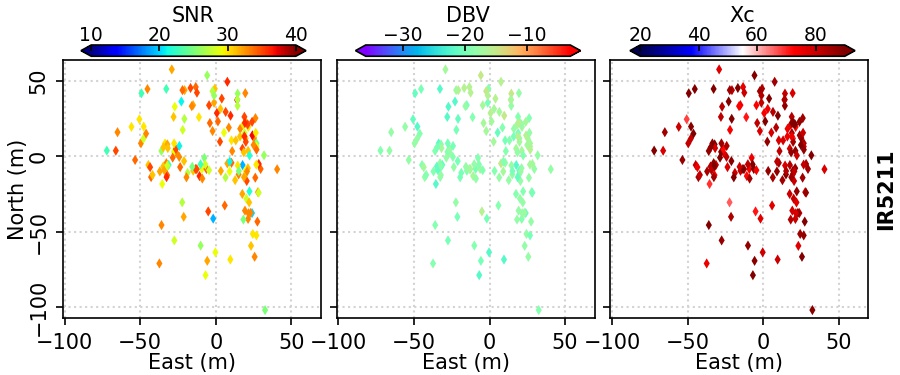 SNR DBV Xc
10 20 30 40 −30 −20 −10 20 40 60 80
50
0
−50
−100
North (m)
−100 −50 0 50 −100 −50 0 50 −100 −50 0 50
East (m) East (m) East (m)
IR5211